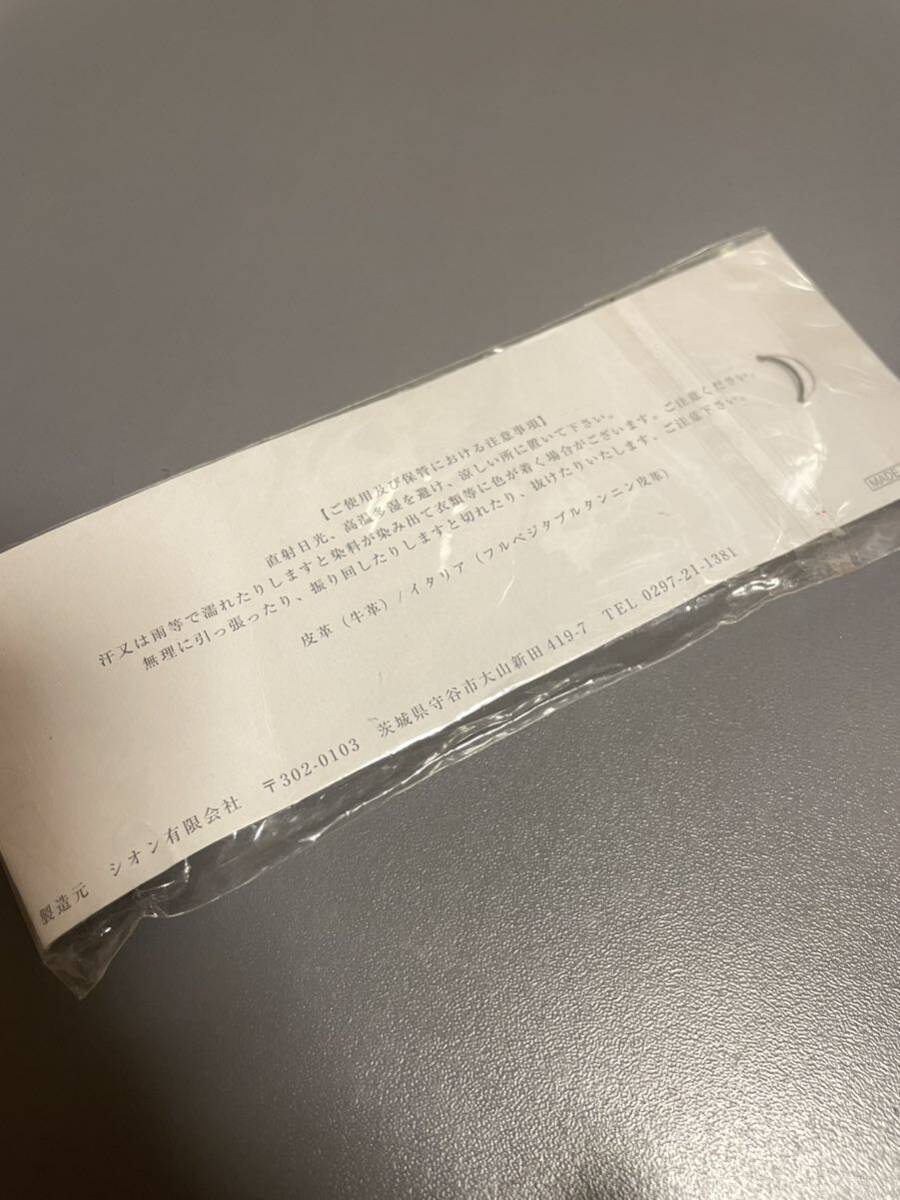 【ご使用及び保管における注意事項】
直射日光、高温多湿を避け、涼しい所に置いて下さい。
汗又は雨等で濡れたりしますと染料が染み出て衣類等に色が着く場合がございます。ご注意ください。
無理に引っ張ったり、振り回したりしますと切れたり、抜けたりいたします、ご注意下さい。
皮革（牛革）/イタリア（フルベジタブルタンニン皮革）
製造元 シオン有限会社 〒302-0103 茨城県守谷市大山新田419-7 TEL 0297-21-1381
MADE